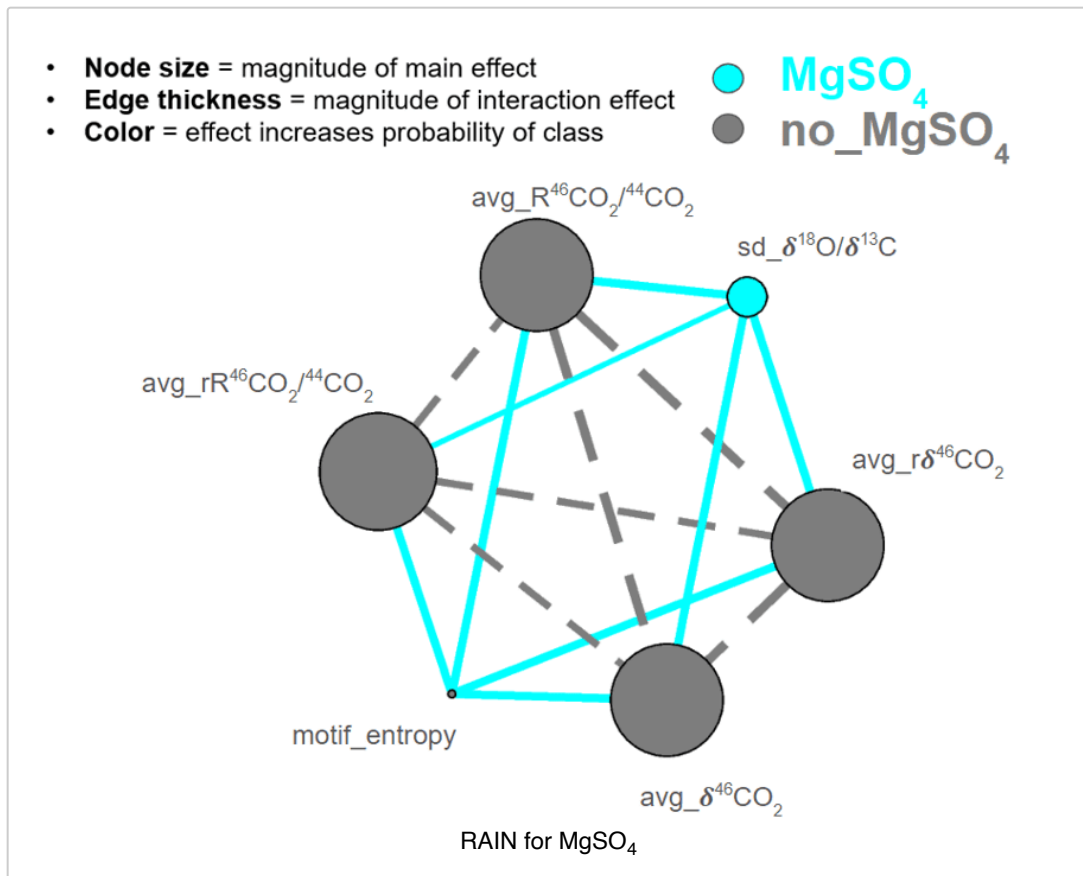 • Node size = magnitude of main effect
• Edge thickness = magnitude of interaction effect
• Color = effect increases probability of class
MgSO₄
no_MgSO₄
avg_R⁴⁶CO₂/⁴⁴CO₂
sd_δ¹⁸O/δ¹³C
avg_rR⁴⁶CO₂/⁴⁴CO₂
avg_rδ⁴⁶CO₂
motif_entropy
avg_δ⁴⁶CO₂
RAIN for MgSO₄